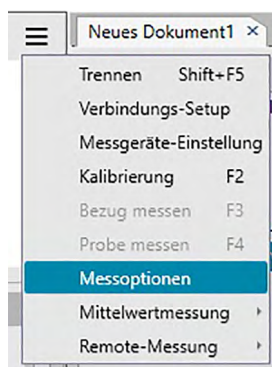 Neues Dokument1 ×
Trennen Shift+F5
Verbindungs-Setup
Messgeräte-Einstellung
Kalibrierung F2
Bezug messen F3
Probe messen F4
Messoptionen
Mittelwertmessung
Remote-Messung